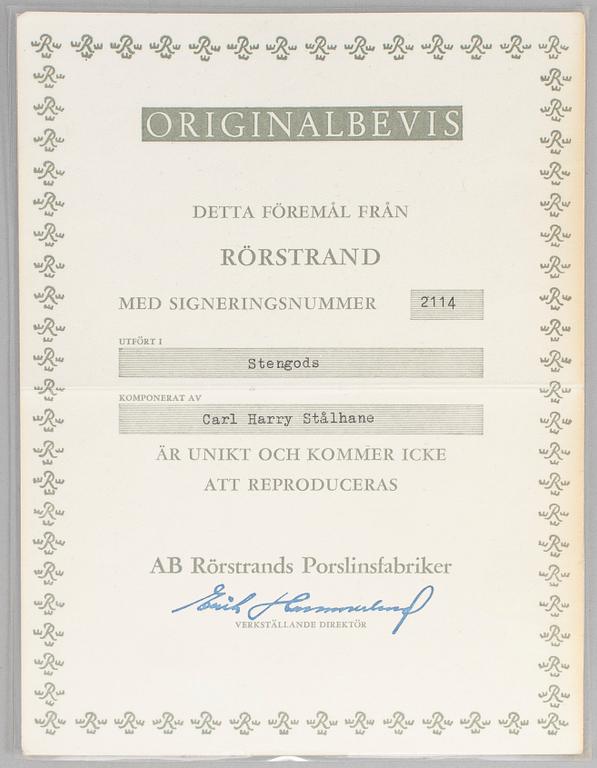 ORIGINALBEVIS
DETTA FÖREMÅL FRÅN
RÖRSTRAND
MED SIGNERINGSNUMMER 2114
UTFÖRT I
Stengods
KOMPONERAT AV
Carl Harry Stålhane
ÄR UNIKT OCH KOMMER ICKE
ATT REPRODUCERAS
AB Rörstrands Porslinsfabriker
VERKSTÄLLANDE DIREKTÖR